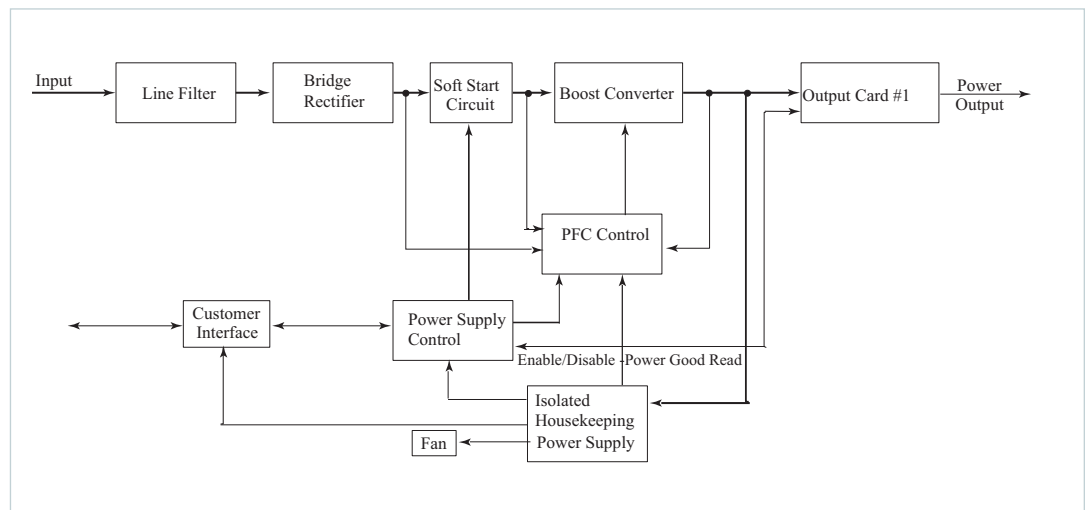 Input
Line Filter
Bridge
Rectifier
Soft Start
Circuit
Boost Converter
Output Card #1
Power
Output
PFC Control
Customer
Interface
Power Supply
Control
Enable/Disable -Power Good Read
Isolated
Housekeeping
Power Supply
Fan